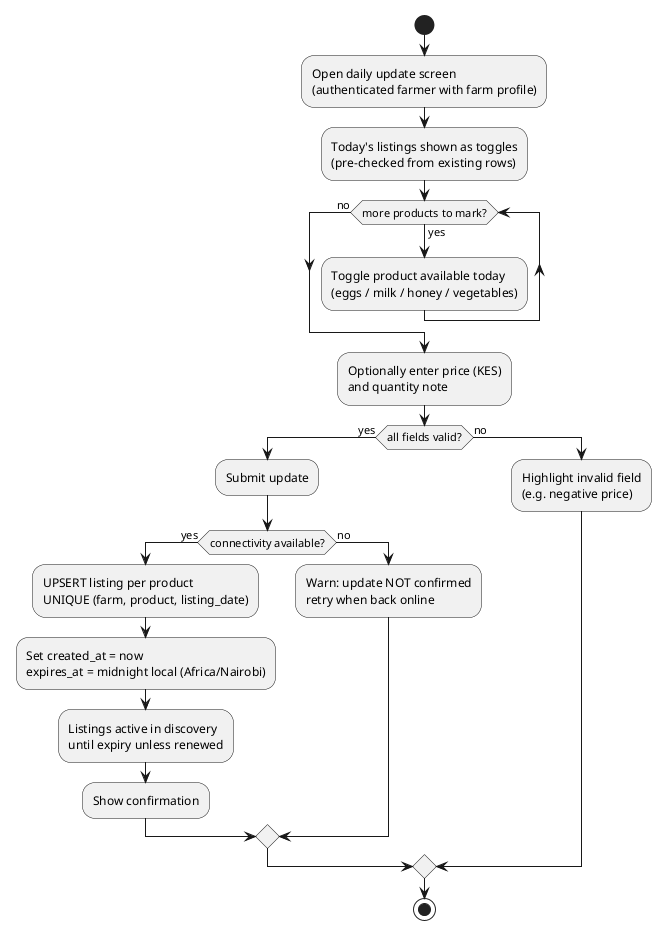 Open daily update screen
(authenticated farmer with farm profile)
Today's listings shown as toggles
(pre-checked from existing rows)
no
more products to mark?
yes
Toggle product available today
(eggs / milk / honey / vegetables)
Optionally enter price (KES)
and quantity note
yes
all fields valid?
no
Submit update
Highlight invalid field
(e.g. negative price)
yes
connectivity available?
no
UPSERT listing per product
UNIQUE (farm, product, listing_date)
Warn: update NOT confirmed
retry when back online
Set created_at = now
expires_at = midnight local (Africa/Nairobi)
Listings active in discovery
until expiry unless renewed
Show confirmation